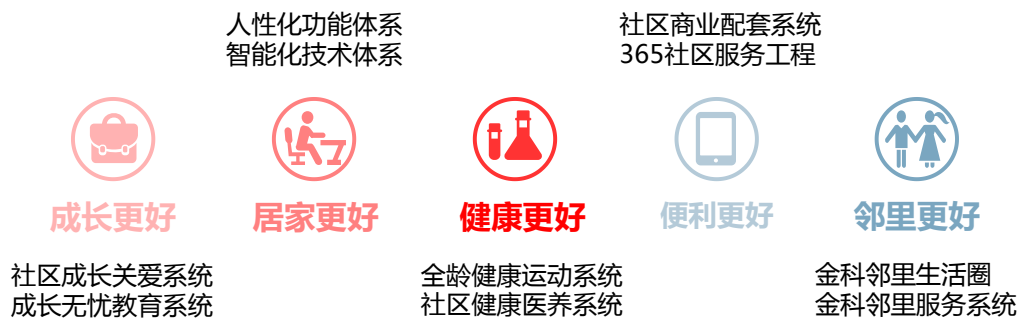 人性化功能体系
智能化技术体系
社区商业配套系统
365社区服务工程
成长更好
居家更好
健康更好
便利更好
邻里更好
社区成长关爱系统
成长无忧教育系统
全龄健康运动系统
社区健康医养系统
金科邻里生活圈
金科邻里服务系统